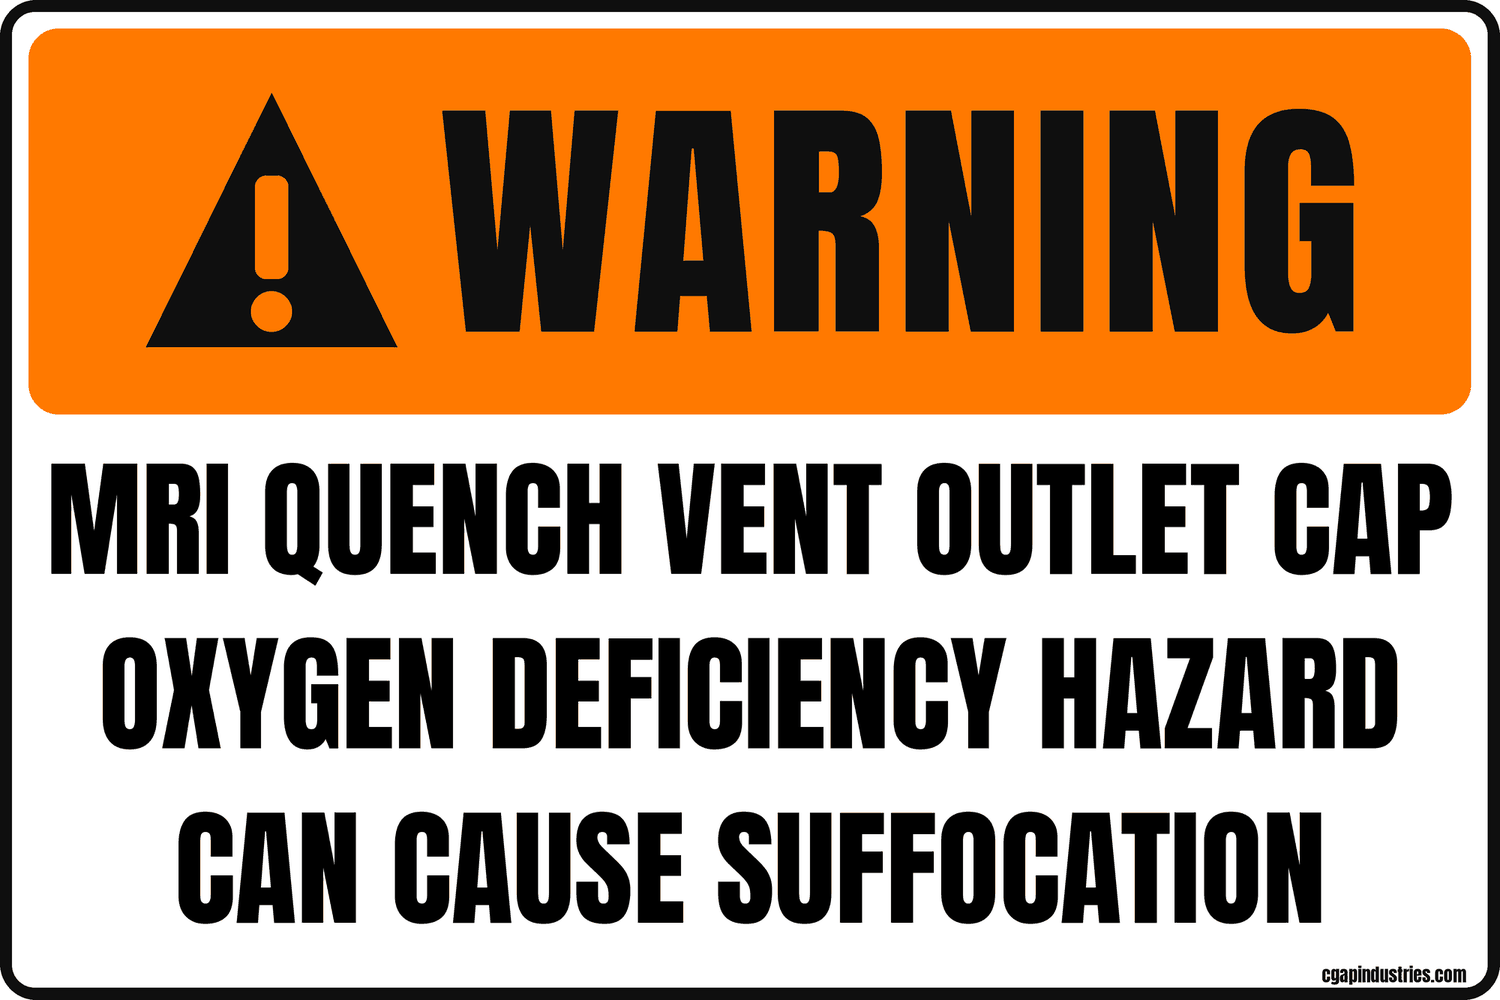 WARNING
MRI QUENCH VENT OUTLET CAP
OXYGEN DEFICIENCY HAZARD
CAN CAUSE SUFFOCATION
cgapindustries.com